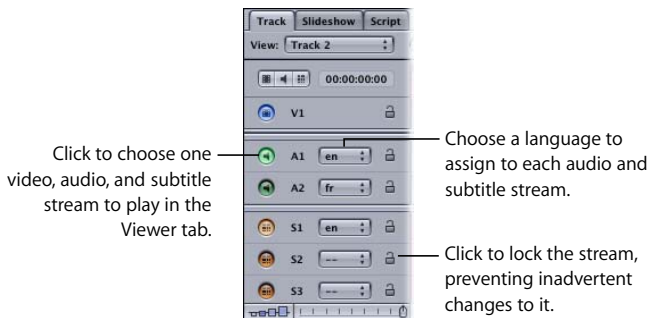 Track Slideshow Script
View: Track 2
00:00:00:00
V1
A1 en
A2 fr
S1 en
S2 --
S3 --
Click to choose one
video, audio, and subtitle
stream to play in the
Viewer tab.
Choose a language to
assign to each audio and
subtitle stream.
Click to lock the stream,
preventing inadvertent
changes to it.